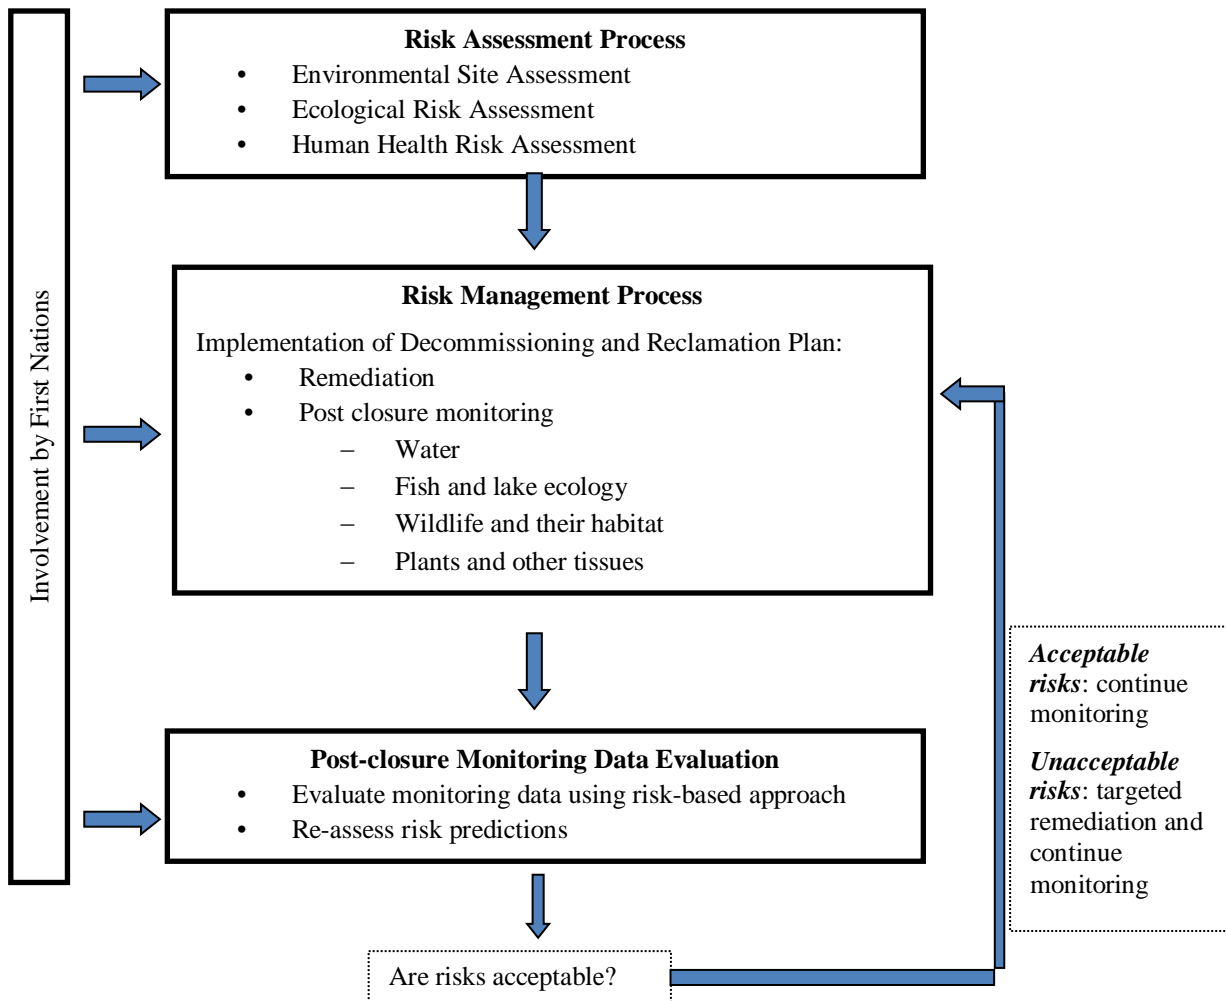 Involvement by First Nations
Risk Assessment Process
• Environmental Site Assessment
• Ecological Risk Assessment
• Human Health Risk Assessment
Risk Management Process
Implementation of Decommissioning and Reclamation Plan:
• Remediation
• Post closure monitoring
– Water
– Fish and lake ecology
– Wildlife and their habitat
– Plants and other tissues
Post-closure Monitoring Data Evaluation
• Evaluate monitoring data using risk-based approach
• Re-assess risk predictions
Are risks acceptable?
Acceptable
risks: continue
monitoring
Unacceptable
risks: targeted
remediation and
continue
monitoring